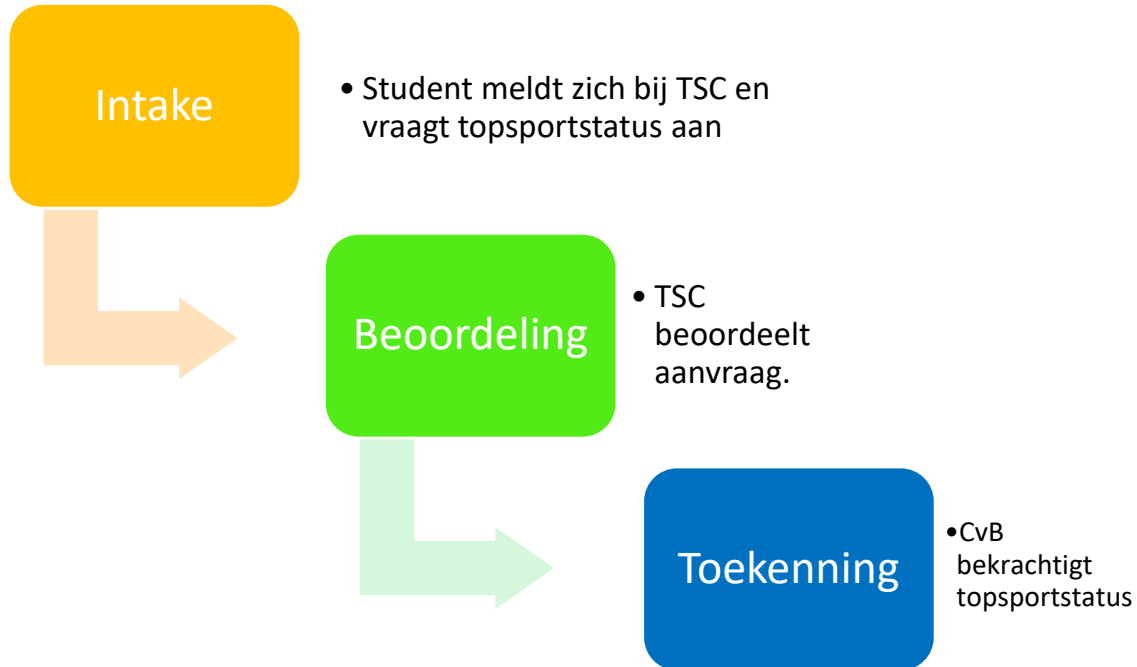 Intake
• Student meldt zich bij TSC en
vraagt topsportstatus aan
Beoordeling
• TSC
beoordeelt
aanvraag.
Toekenning
•CvB
bekrachtigt
topsportstatus